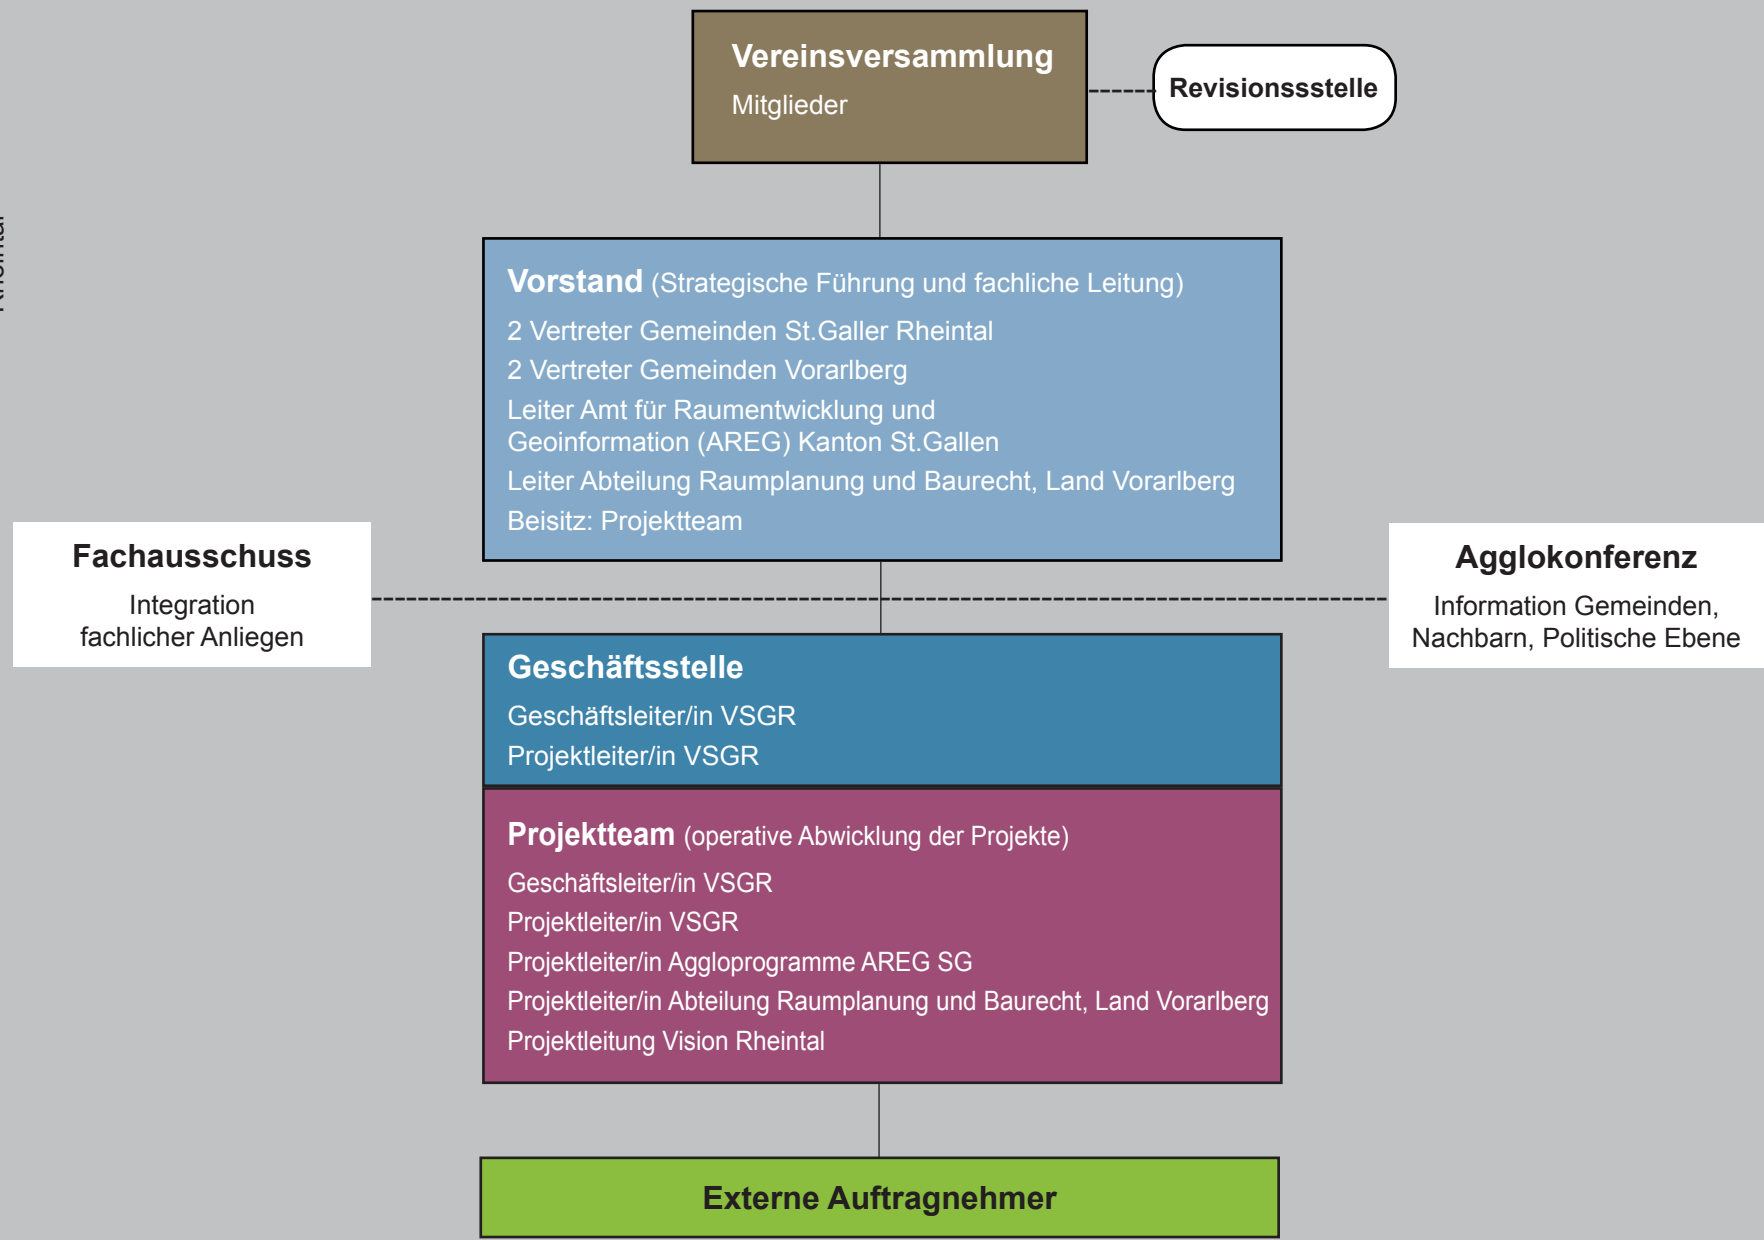 Vereinsversammlung
Mitglieder
Revisionssstelle
Vorstand (Strategische Führung und fachliche Leitung)
2 Vertreter Gemeinden St.Galler Rheintal
2 Vertreter Gemeinden Vorarlberg
Leiter Amt für Raumentwicklung und
Geoinformation (AREG) Kanton St.Gallen
Leiter Abteilung Raumplanung und Baurecht, Land Vorarlberg
Beisitz: Projektteam
Fachausschuss
Integration
fachlicher Anliegen
Agglokonferenz
Information Gemeinden,
Nachbarn, Politische Ebene
Geschäftsstelle
Geschäftsleiter/in VSGR
Projektleiter/in VSGR
Projektteam (operative Abwicklung der Projekte)
Geschäftsleiter/in VSGR
Projektleiter/in VSGR
Projektleiter/in Aggloprogramme AREG SG
Projektleiter/in Abteilung Raumplanung und Baurecht, Land Vorarlberg
Projektleitung Vision Rheintal
Externe Auftragnehmer